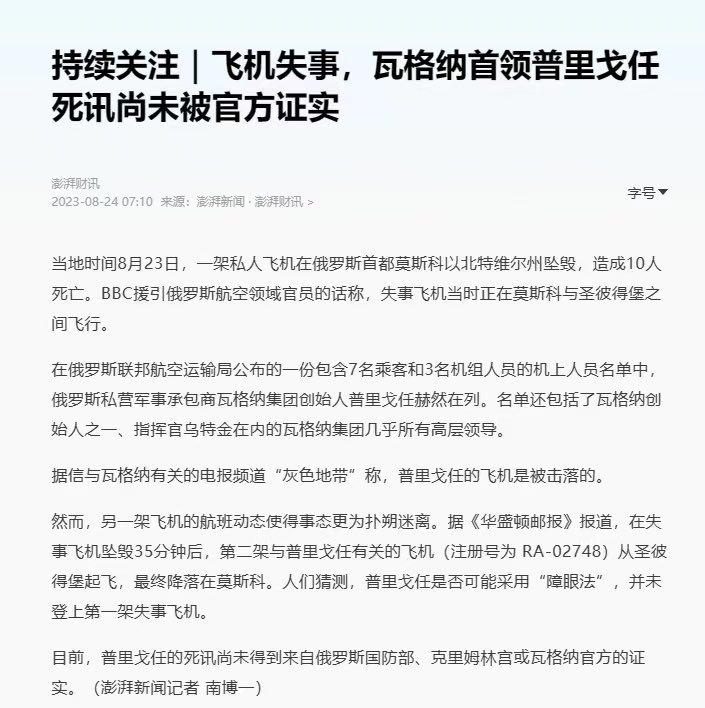 持续关注｜飞机失事，瓦格纳首领普里戈任
死讯尚未被官方证实
澎湃财讯
2023-08-24 07:10 来源：澎湃新闻 · 澎湃财讯 >
字号
当地时间8月23日，一架私人飞机在俄罗斯首都莫斯科以北特维尔州坠毁，造成10人
死亡。BBC援引俄罗斯航空领域官员的话称，失事飞机当时正在莫斯科与圣彼得堡之
间飞行。
在俄罗斯联邦航空运输局公布的一份包含7名乘客和3名机组人员的机上人员名单中，
俄罗斯私营军事承包商瓦格纳集团创始人普里戈任赫然在列。名单还包括了瓦格纳创
始人之一、指挥官乌特金在内的瓦格纳集团几乎所有高层领导。
据信与瓦格纳有关的电报频道“灰色地带”称，普里戈任的飞机是被击落的。
然而，另一架飞机的航班动态使得事态更为扑朔迷离。据《华盛顿邮报》报道，在失
事飞机坠毁35分钟后，第二架与普里戈任有关的飞机（注册号为 RA-02748）从圣彼
得堡起飞，最终降落在莫斯科。人们猜测，普里戈任是否可能采用“障眼法”，并未
登上第一架失事飞机。
目前，普里戈任的死讯尚未得到来自俄罗斯国防部、克里姆林宫或瓦格纳官方的证
实。（澎湃新闻记者 南博一）